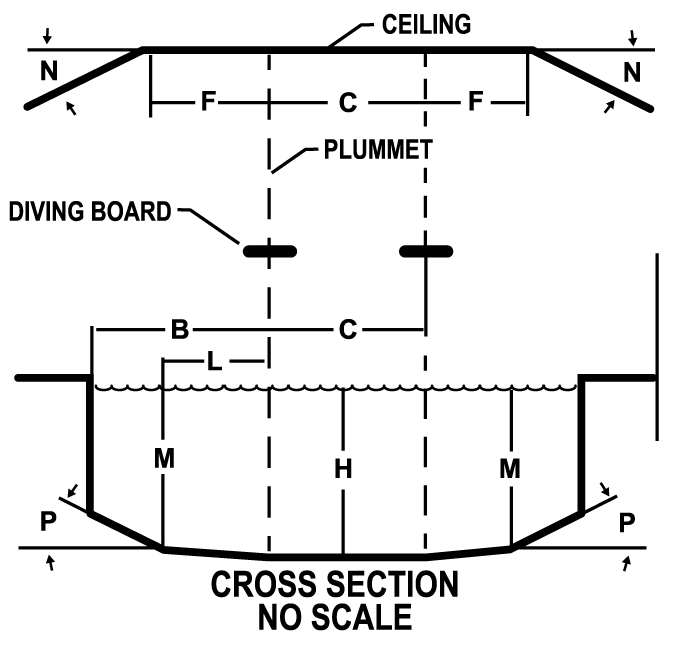 CEILING
N
N
F
C
F
PLUMMET
DIVING BOARD
B
C
L
M
H
M
P
P
CROSS SECTION
NO SCALE